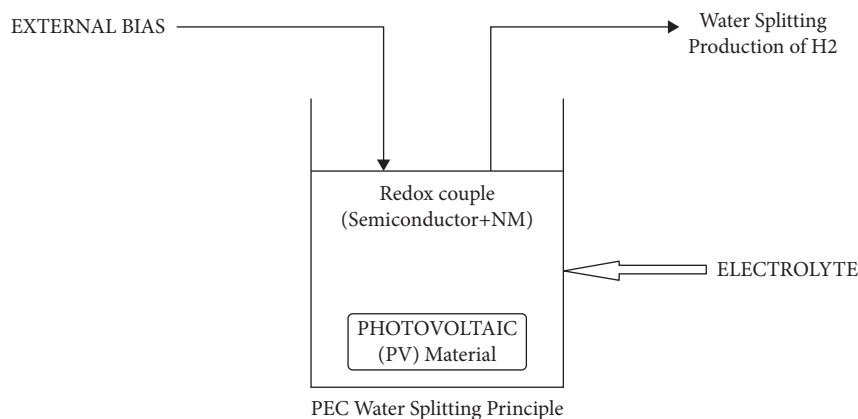 EXTERNAL BIAS
Water Splitting
Production of H2
Redox couple
(Semiconductor+NM)
ELECTROLYTE
PHOTOVOLTAIC
(PV) Material
PEC Water Splitting Principle